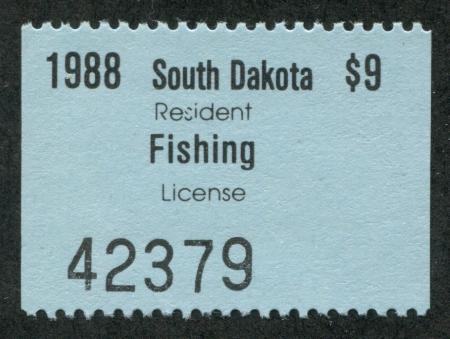 1988 South Dakota $9
Resident
Fishing
License
42379